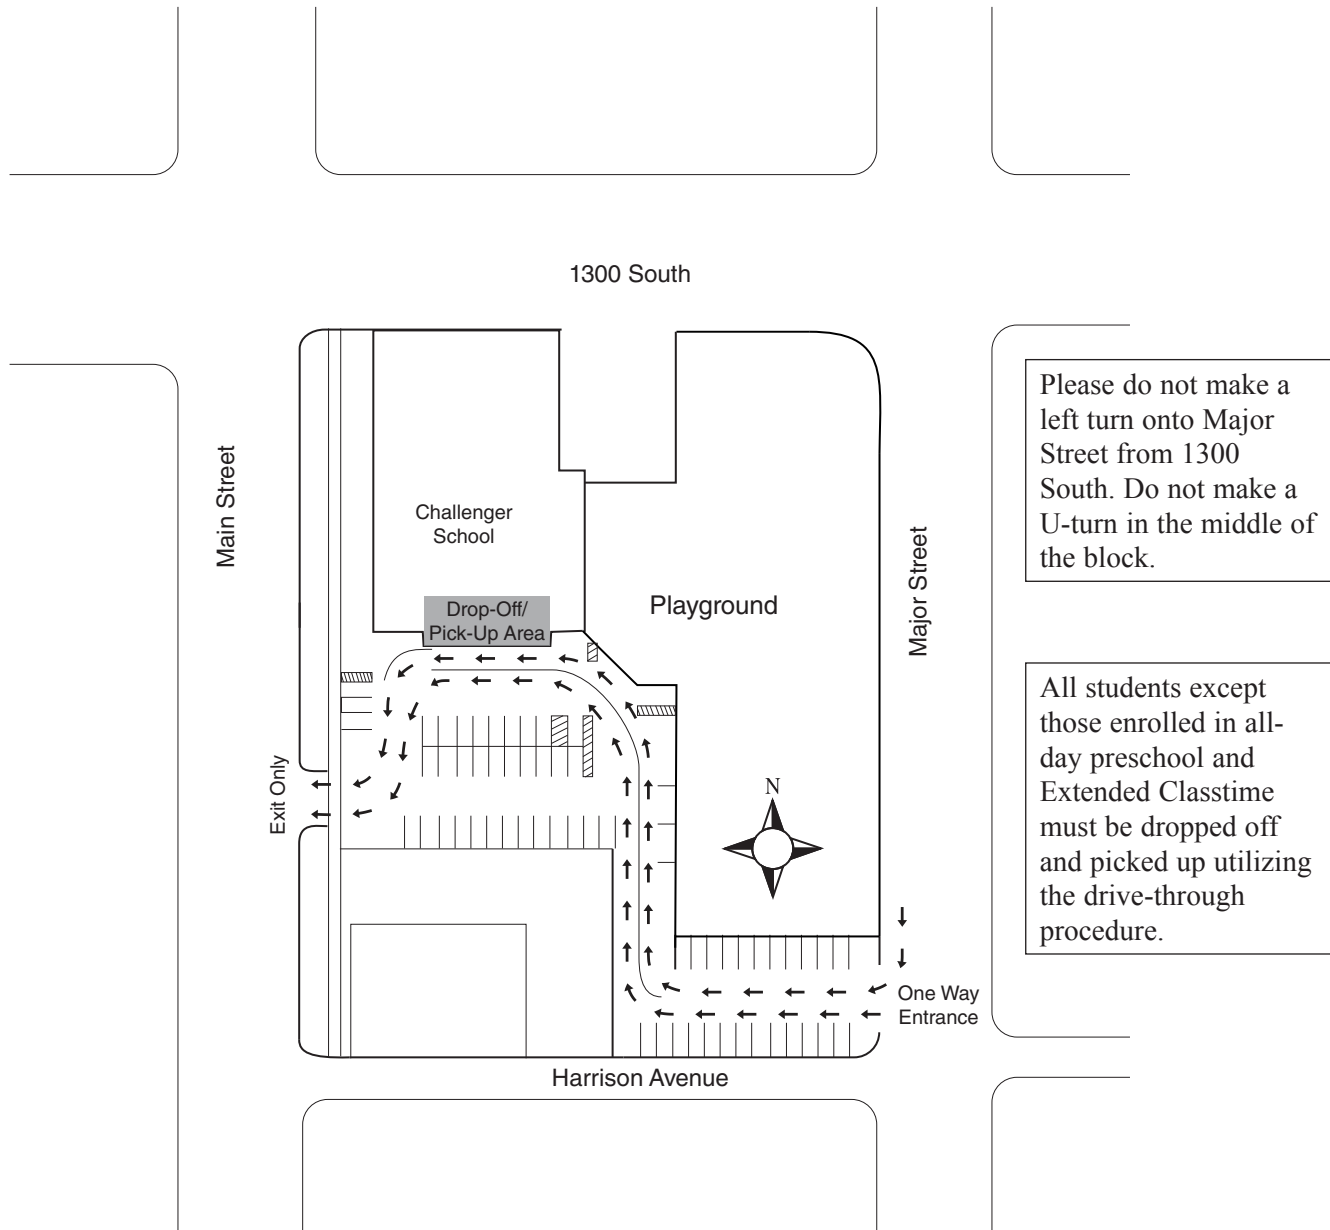 1300 South
Main Street
Challenger
School
Drop-Off/
Pick-Up Area
Playground
Major Street
Exit Only
N
One Way
Entrance
Harrison Avenue
Please do not make a
left turn onto Major
Street from 1300
South. Do not make a
U-turn in the middle of
the block.
All students except
those enrolled in all-
day preschool and
Extended Classtime
must be dropped off
and picked up utilizing
the drive-through
procedure.